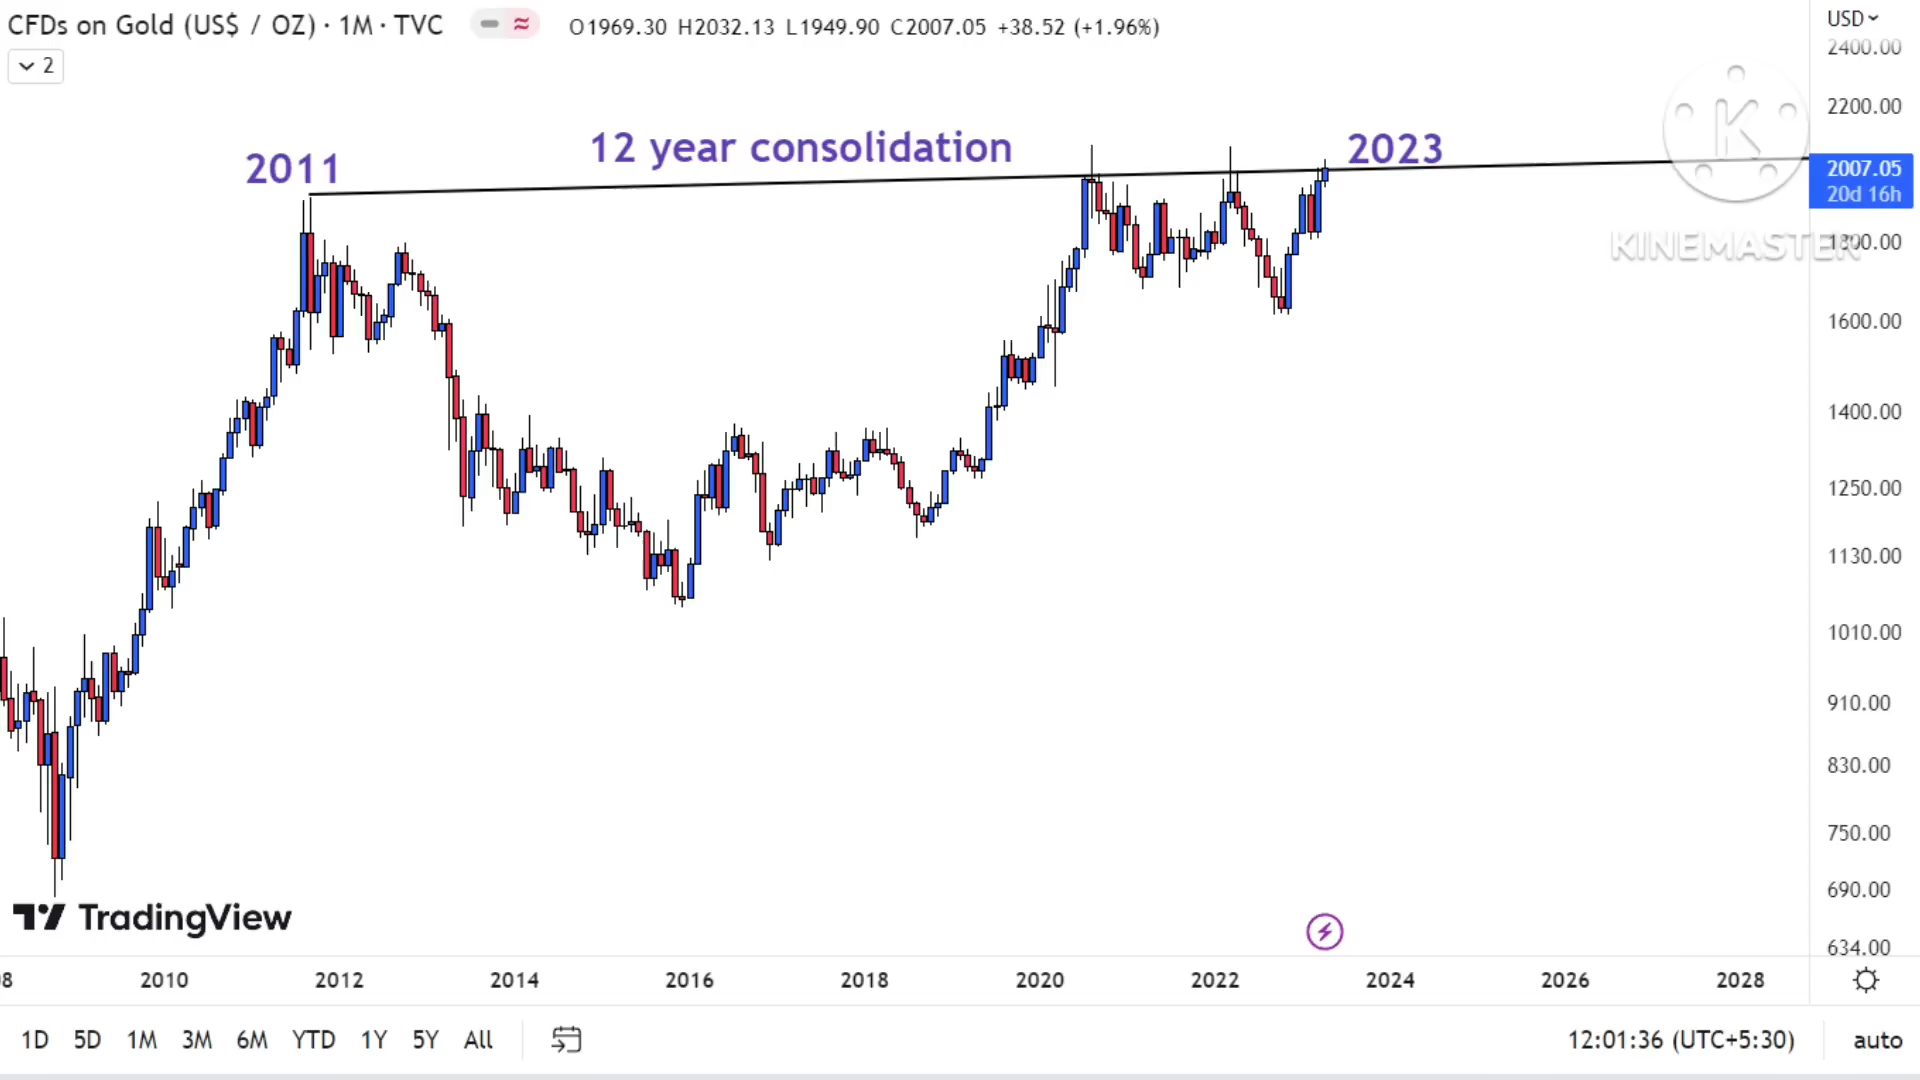 CFDs on Gold (US$ / OZ) · 1M · TVC
O1969.30 H2032.13 L1949.90 C2007.05 +38.52 (+1.96%)
USD
2
2400.00
2200.00
2007.05
20d 16h
1800.00
1600.00
1400.00
1250.00
1130.00
1010.00
910.00
830.00
750.00
690.00
634.00
2011
12 year consolidation
2023
K
KINEMASTER
TradingView
8 2010 2012 2014 2016 2018 2020 2022 2024 2026 2028
1D 5D 1M 3M 6M YTD 1Y 5Y All
12:01:36 (UTC+5:30)
auto